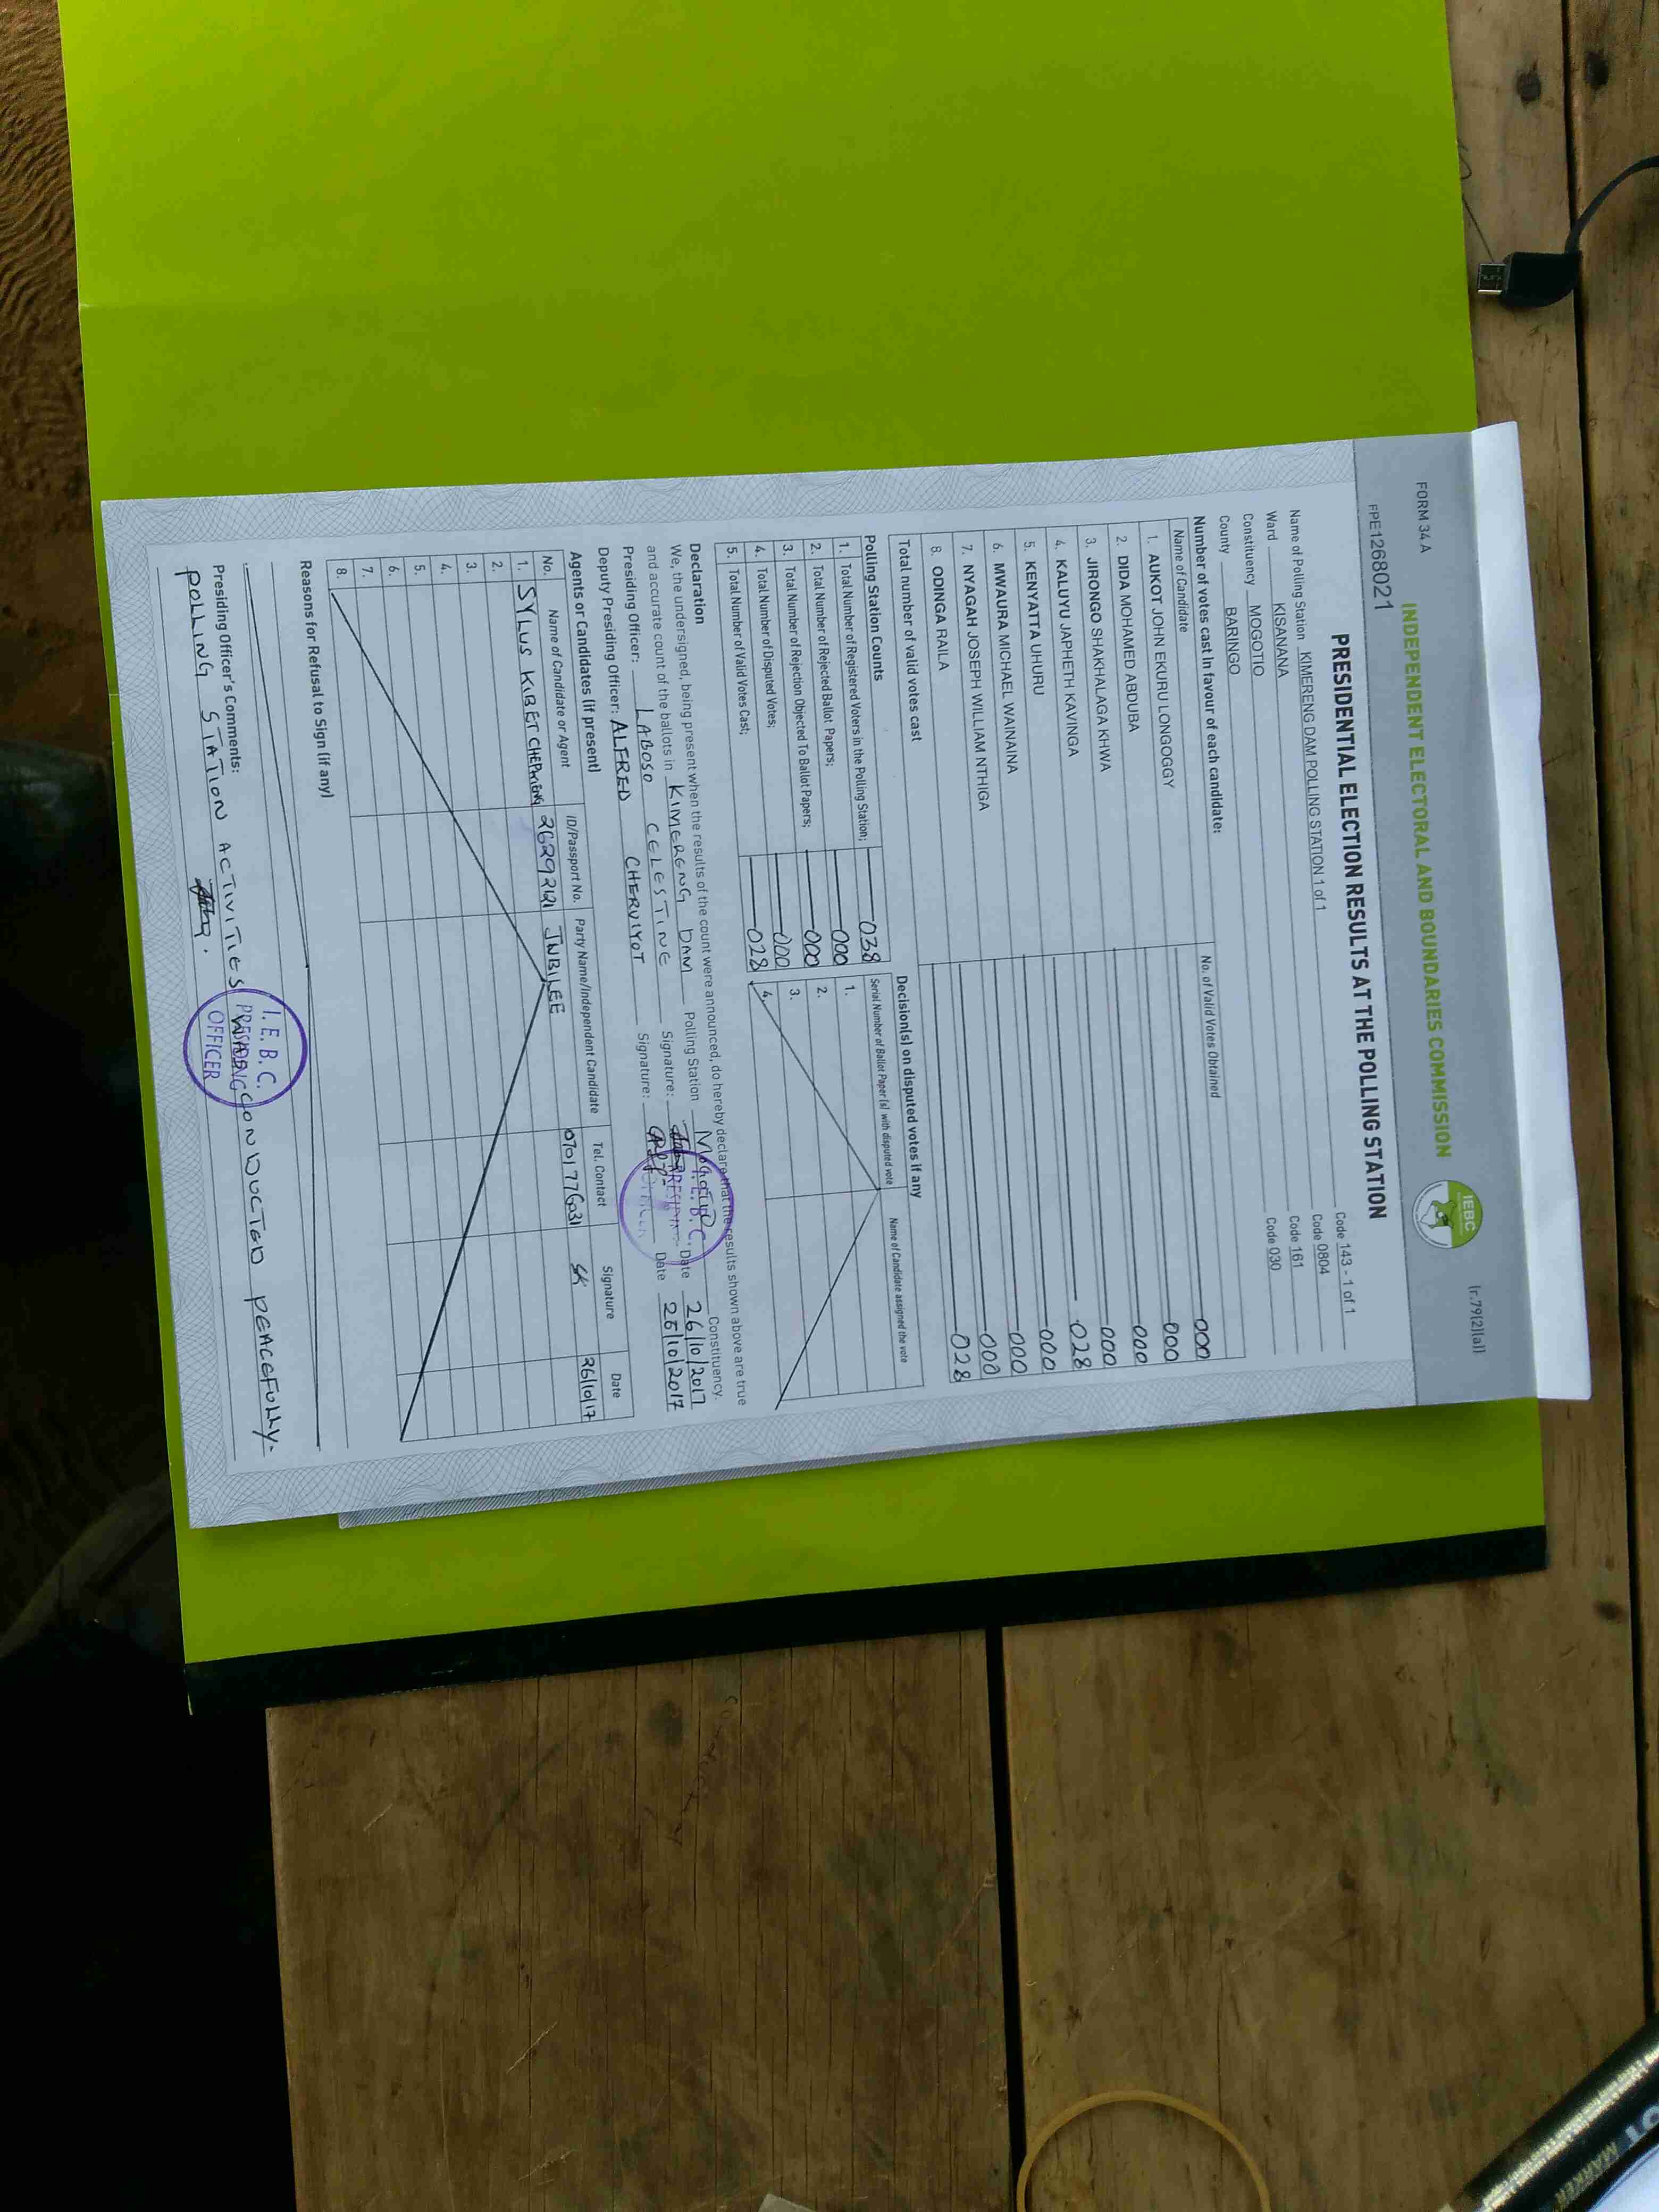 FORM 34 A
(r.79(2)(a))
INDEPENDENT ELECTORAL AND BOUNDARIES COMMISSION
IEBC
FPE1268021
PRESIDENTIAL ELECTION RESULTS AT THE POLLING STATION
Name of Polling Station KIMERENG DAM POLLING STATION 1 of 1 Code 143 - 1 of 1
Ward KISANANA Code 0804
Constituency MOGOTIO Code 161
County BARINGO Code 030
Number of votes cast in favour of each candidate:
Name of Candidate No. of Valid Votes Obtained
1. AUKOT JOHN EKURU LONGOGGY 000
2. DIDA MOHAMED ABDUBA 000
3. JIRONGO SHAKHALAGA KHWA 000
4. KALUYU JAPHETH KAVINGA 000
5. KENYATTA UHURU 028
6. MWAURA MICHAEL WAINAINA 000
7. NYAGAH JOSEPH WILLIAM NTHIGA 000
8. ODINGA RAILA 000
Total number of valid votes cast 028
Polling Station Counts
1. Total Number of Registered Voters in the Polling Station; 038
2. Total Number of Rejected Ballot Papers; 000
3. Total Number of Rejection Objected To Ballot Papers; 000
4. Total Number of Disputed Votes; 000
5. Total Number of Valid Votes Cast; 028
Decision(s) on disputed votes if any
Serial Number of Ballot Paper(s) with disputed vote Name of Candidate assigned the vote
1.
2.
3.
4.
Declaration
We, the undersigned, being present when the results of the count were announced, do hereby declare that the results shown above are true
and accurate count of the ballots in KIMERENG DAM Polling Station MOGOTIO Constituency.
Presiding Officer: LABOSO CELESTINE Signature: Date 26/10/2017
Deputy Presiding Officer: ALFRED CHERUIYOT Signature: Date 26/10/2017
I. E. B. C.
Agents or Candidates (if present)
No. Name of Candidate or Agent ID/Passport No. Party Name/Independent Candidate Tel. Contact Signature Date
1. SYLUS KIBET 26292121 JUBILEE 0701776031 SK 26/10/17
2.
3.
4.
5.
6.
7.
8.
Reasons for Refusal to Sign (if any)
Presiding Officer's Comments:
POLLING STATION ACTIVITIES CONDUCTED PEACEFULLY.
I. E. B. C.
PRESIDING
OFFICER
MARKER